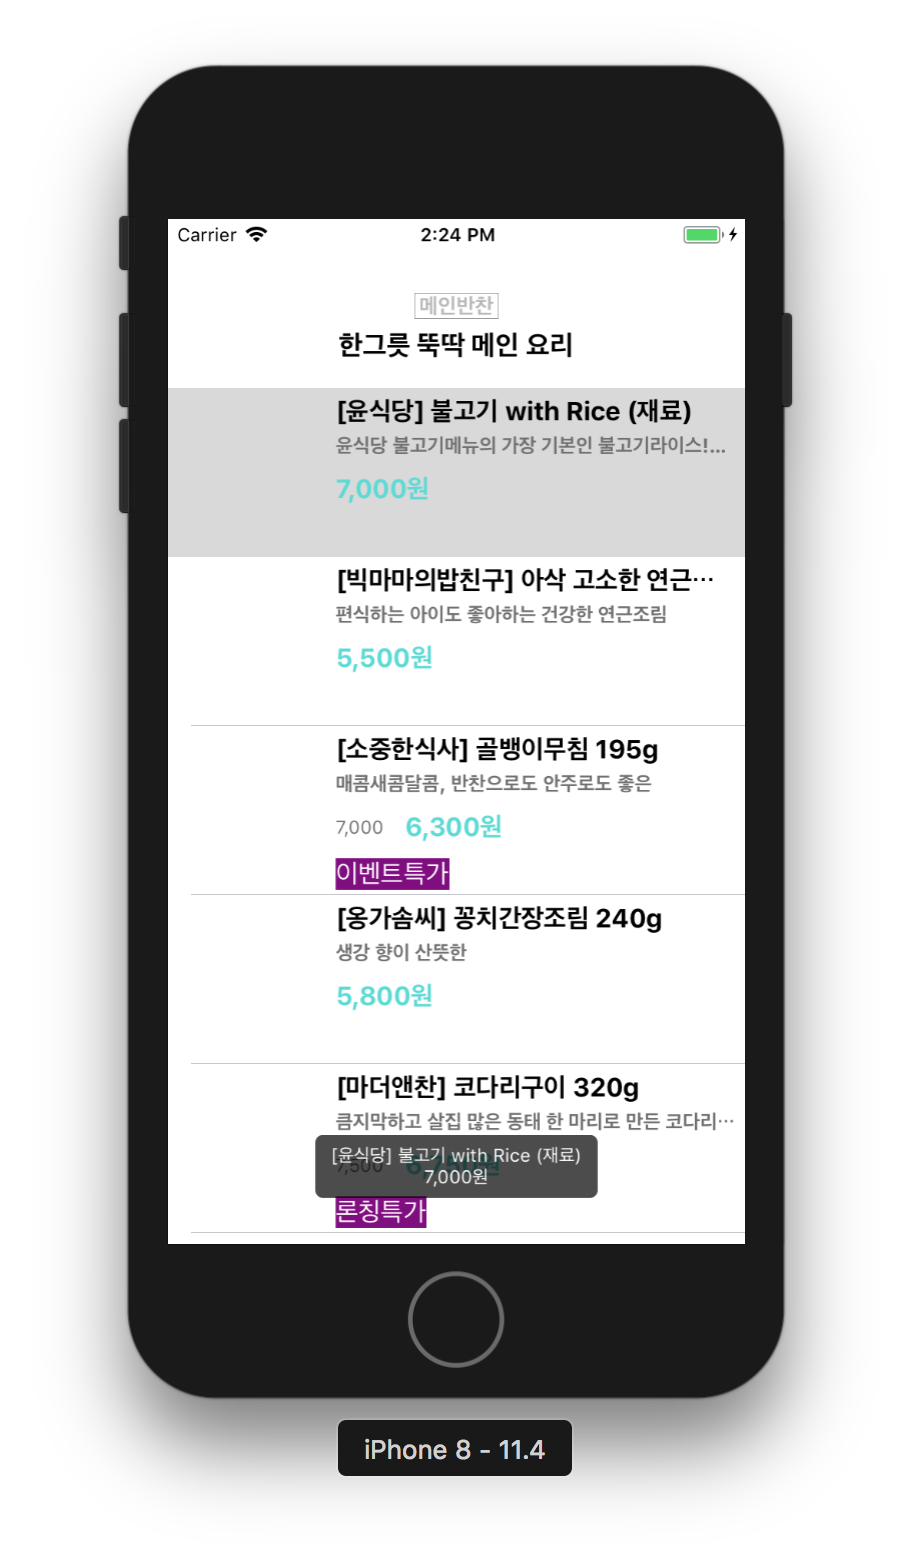 Carrier 2:24 PM
메인반찬
한그릇 뚝딱 메인 요리
[윤식당] 불고기 with Rice (재료)
윤식당 불고기메뉴의 가장 기본인 불고기라이스!...
7,000원
[빅마마의밥친구] 아삭 고소한 연근…
편식하는 아이도 좋아하는 건강한 연근조림
5,500원
[소중한식사] 골뱅이무침 195g
매콤새콤달콤, 반찬으로도 안주로도 좋은
7,000 6,300원
이벤트특가
[옹가솜씨] 꽁치간장조림 240g
생강 향이 산뜻한
5,800원
[마더앤찬] 코다리구이 320g
큼지막하고 살집 많은 동태 한 마리로 만든 코다리…
[윤식당] 불고기 with Rice (재료)
7,500 6,750원
7,000원
론칭특가
iPhone 8 - 11.4